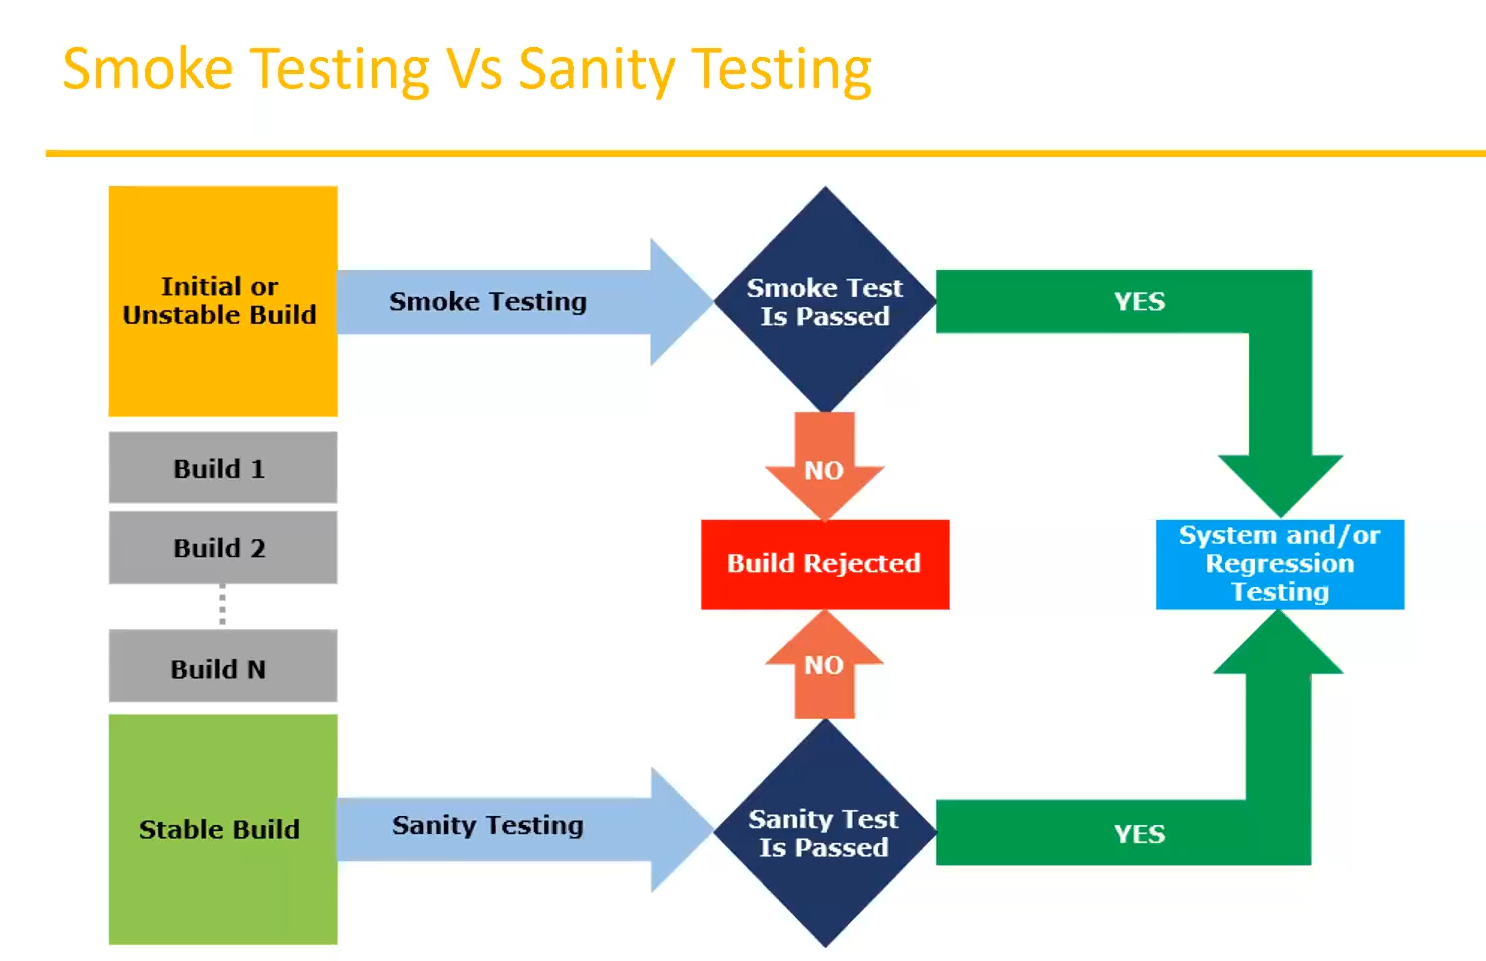 Smoke Testing Vs Sanity Testing
Initial or
Unstable Build
Smoke Testing
Smoke Test
Is Passed
YES
Build 1
NO
Build 2
Build Rejected
System and/or
Regression
Testing
Build N
NO
Stable Build
Sanity Testing
Sanity Test
Is Passed
YES